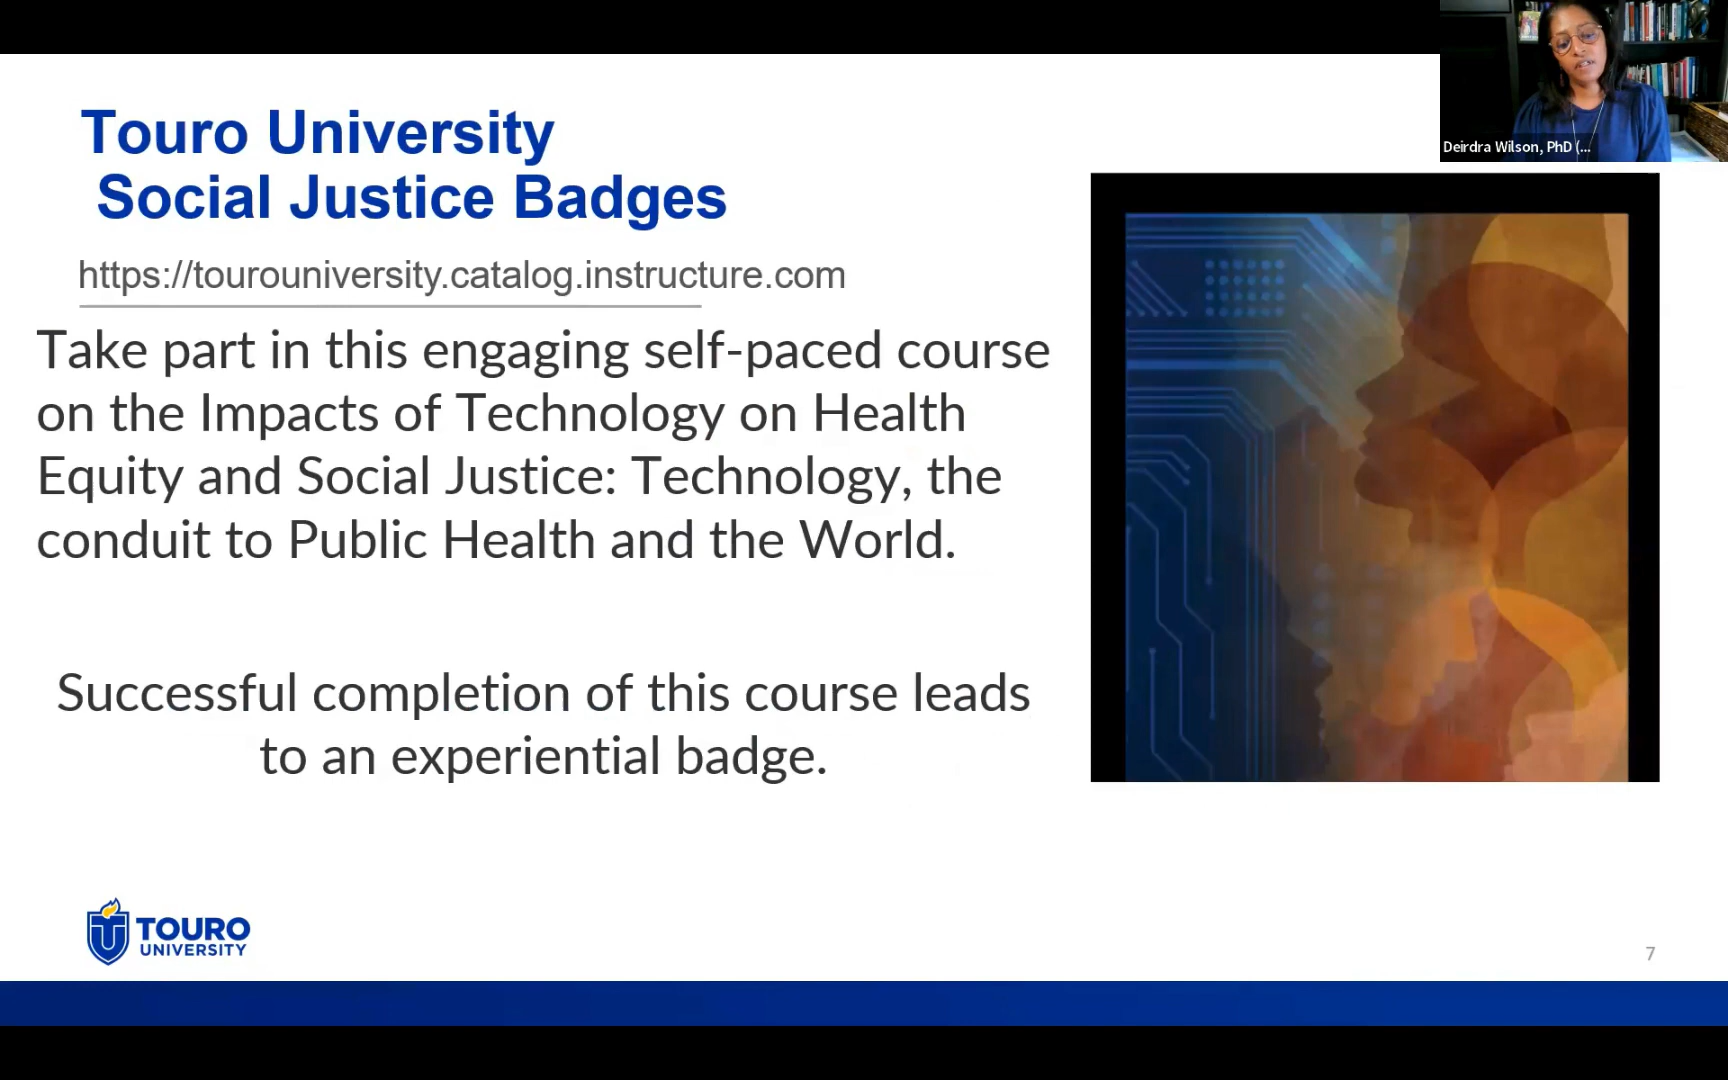 Deirdra Wilson, PhD (...
Touro University
Social Justice Badges
https://tourouniversity.catalog.instructure.com
Take part in this engaging self-paced course
on the Impacts of Technology on Health
Equity and Social Justice: Technology, the
conduit to Public Health and the World.
Successful completion of this course leads
to an experiential badge.
TOURO
UNIVERSITY
7